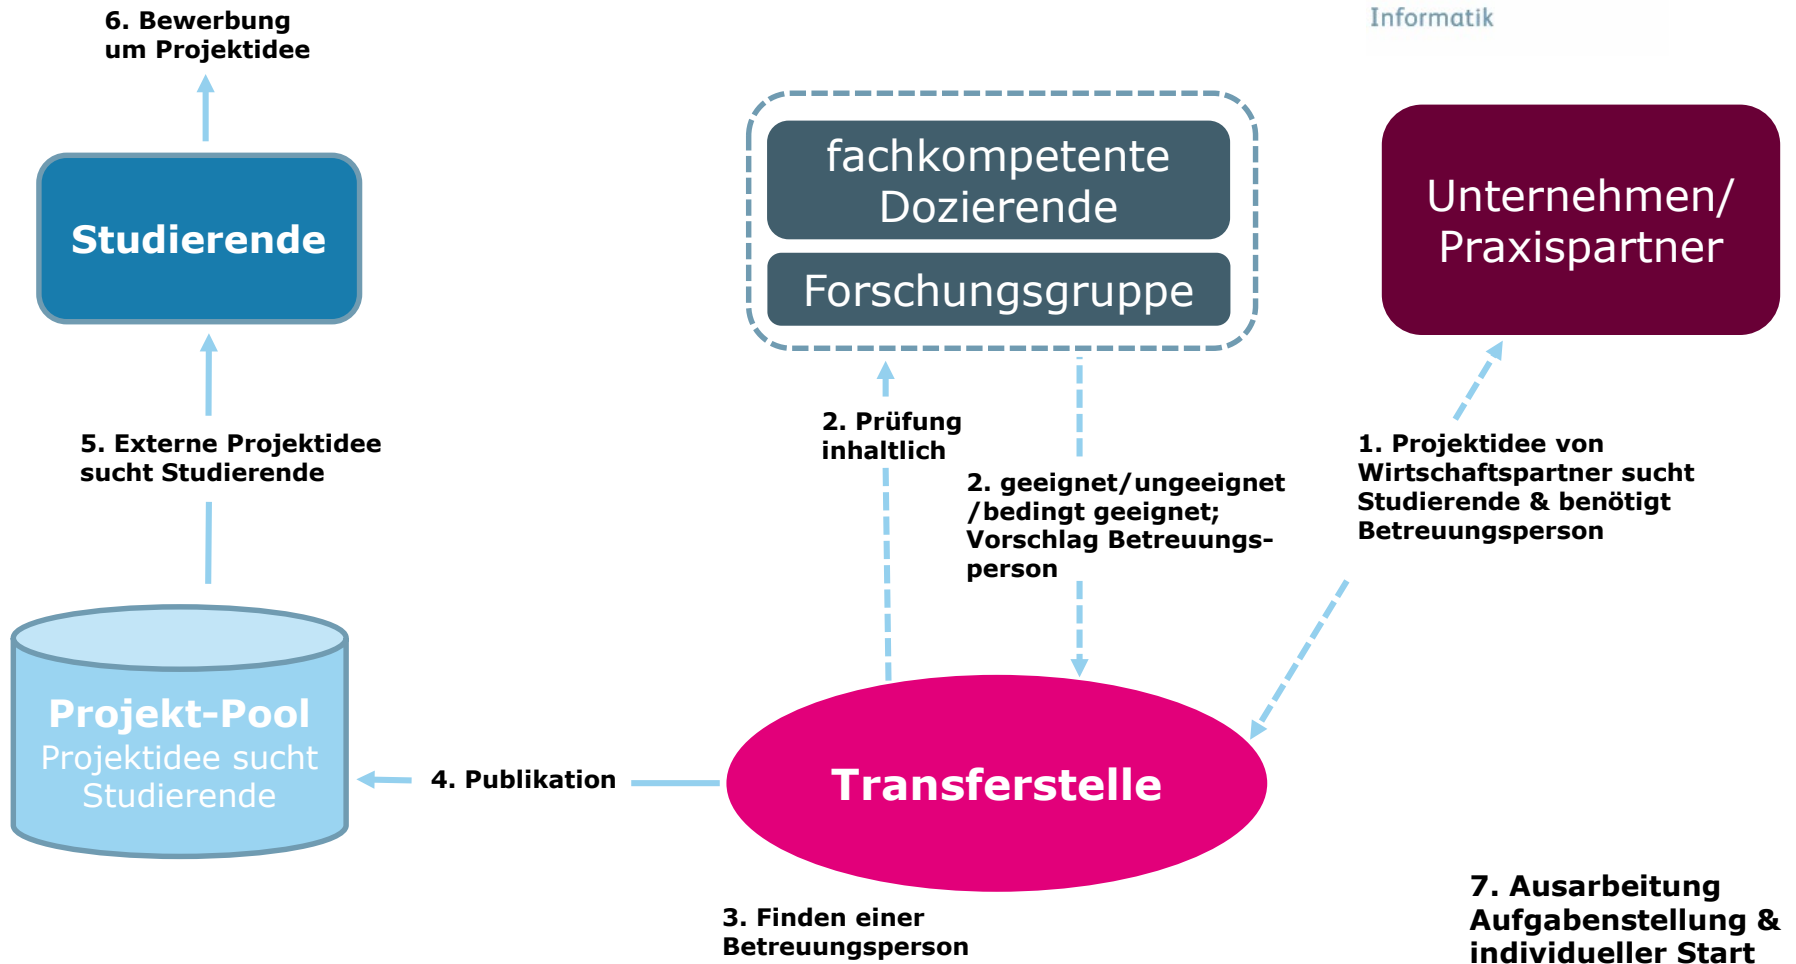 6. Bewerbung
um Projektidee
Informatik
Studierende
fachkompetente
Dozierende
Forschungsgruppe
Unternehmen/
Praxispartner
5. Externe Projektidee
sucht Studierende
2. Prüfung
inhaltlich
2. geeignet/ungeeignet
/bedingt geeignet;
Vorschlag Betreuungs-
person
1. Projektidee von
Wirtschaftspartner sucht
Studierende & benötigt
Betreuungsperson
Projekt-Pool
Projektidee sucht
Studierende
4. Publikation
Transferstelle
3. Finden einer
Betreuungsperson
7. Ausarbeitung
Aufgabenstellung &
individueller Start